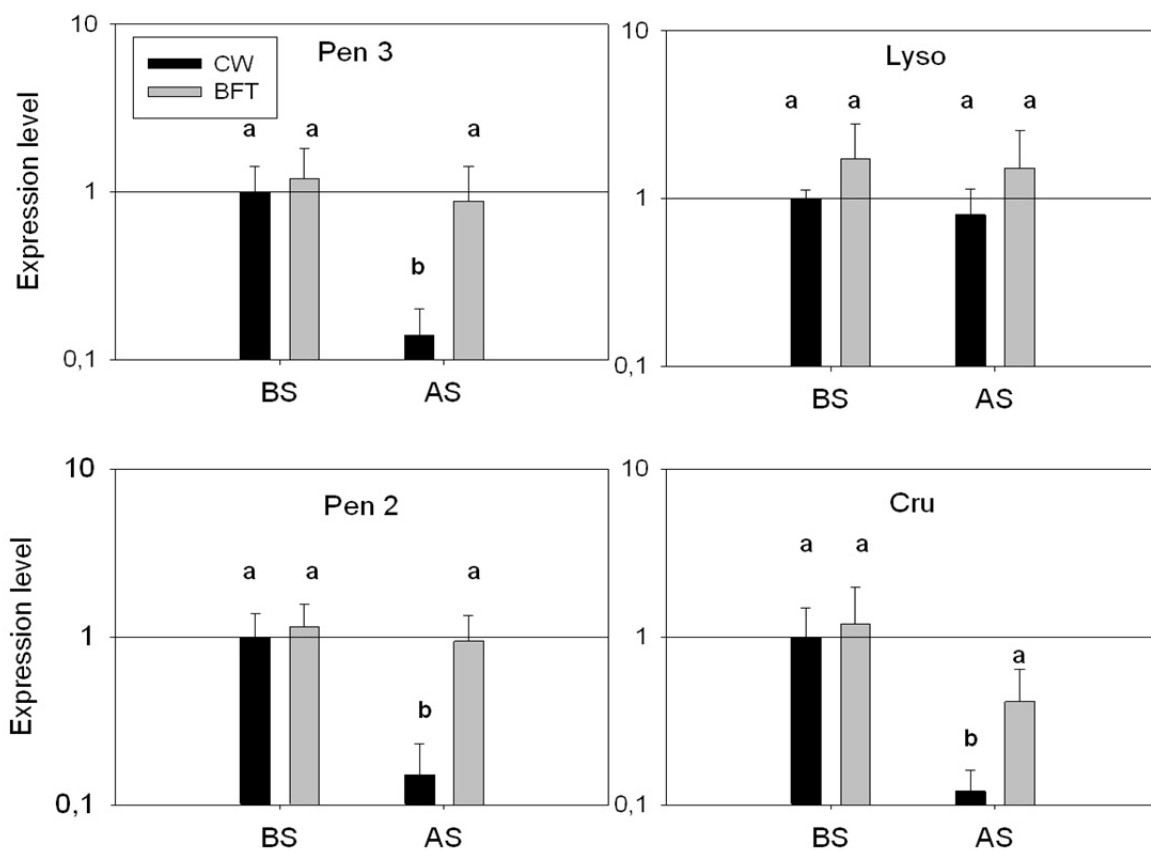 Expression level
10
1
0,1
CW
BFT
Pen 3
a a a
b
BS AS
10
1
0,1
Lyso
a a a a
BS AS
Expression level
10
1
0,1
Pen 2
a a a
b
BS AS
10
1
0,1
Cru
a a
a
b
BS AS